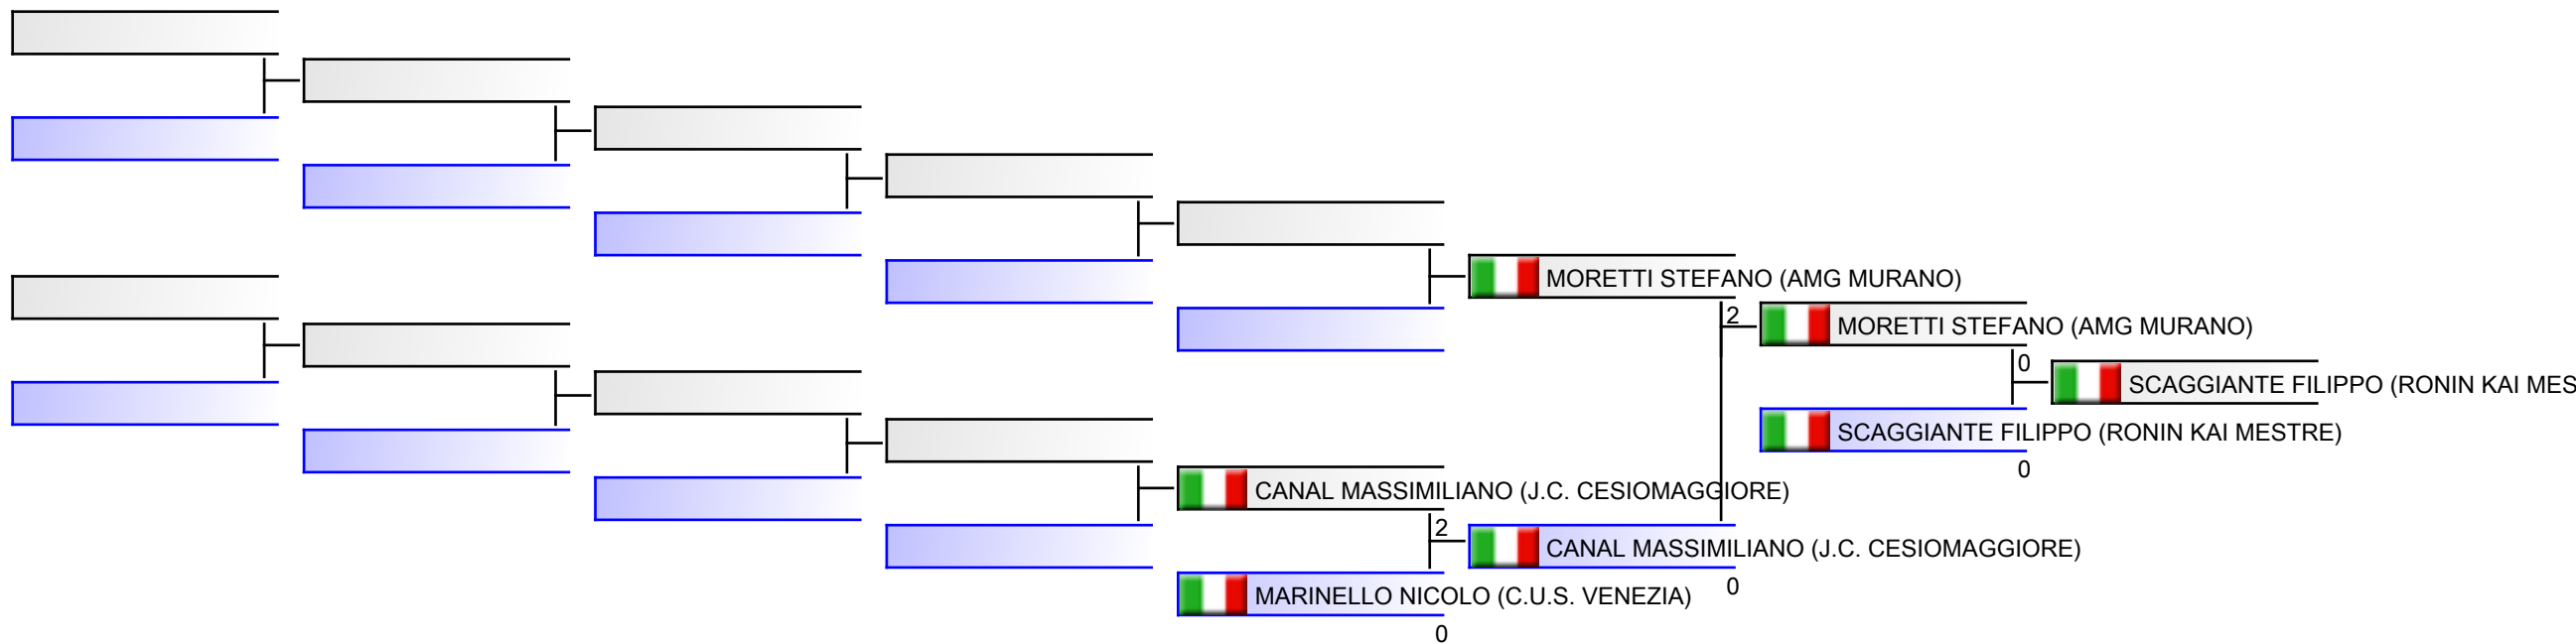 MORETTI STEFANO (AMG MURANO)
2
MORETTI STEFANO (AMG MURANO)
0
SCAGGIANTE FILIPPO (RONIN KAI MES
SCAGGIANTE FILIPPO (RONIN KAI MESTRE)
0
CANAL MASSIMILIANO (J.C. CESIOMAGGIORE)
2
CANAL MASSIMILIANO (J.C. CESIOMAGGIORE)
0
MARINELLO NICOLO (C.U.S. VENEZIA)
0